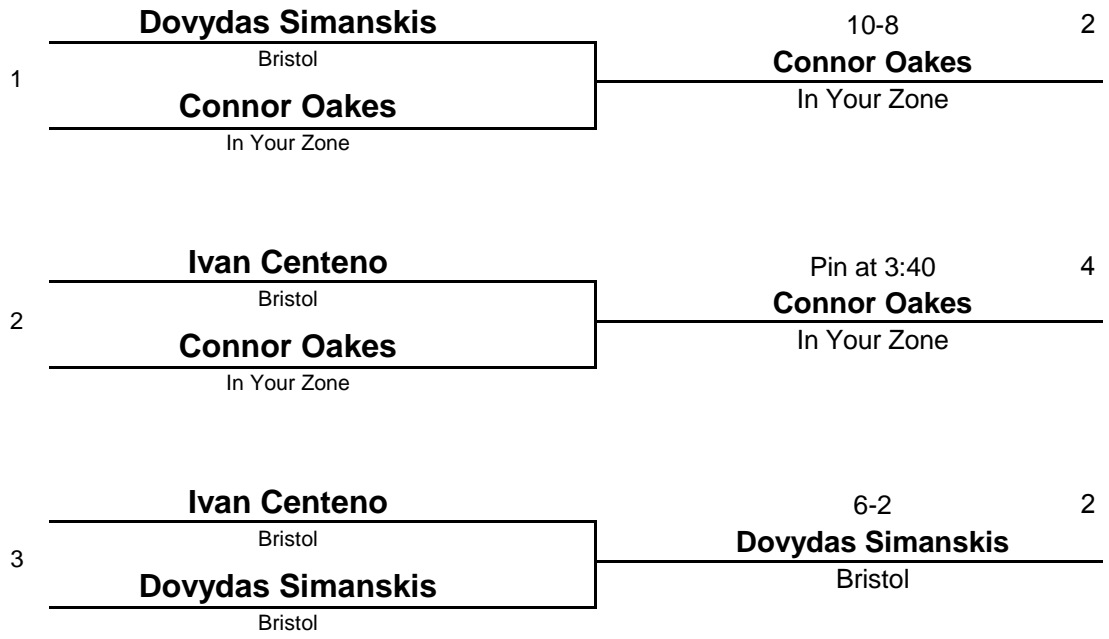 Dovydas Simanskis
Bristol
1
Connor Oakes
In Your Zone
10-8 2
Connor Oakes
In Your Zone
Ivan Centeno
Bristol
2
Connor Oakes
In Your Zone
Pin at 3:40 4
Connor Oakes
In Your Zone
Ivan Centeno
Bristol
3
Dovydas Simanskis
Bristol
6-2 2
Dovydas Simanskis
Bristol